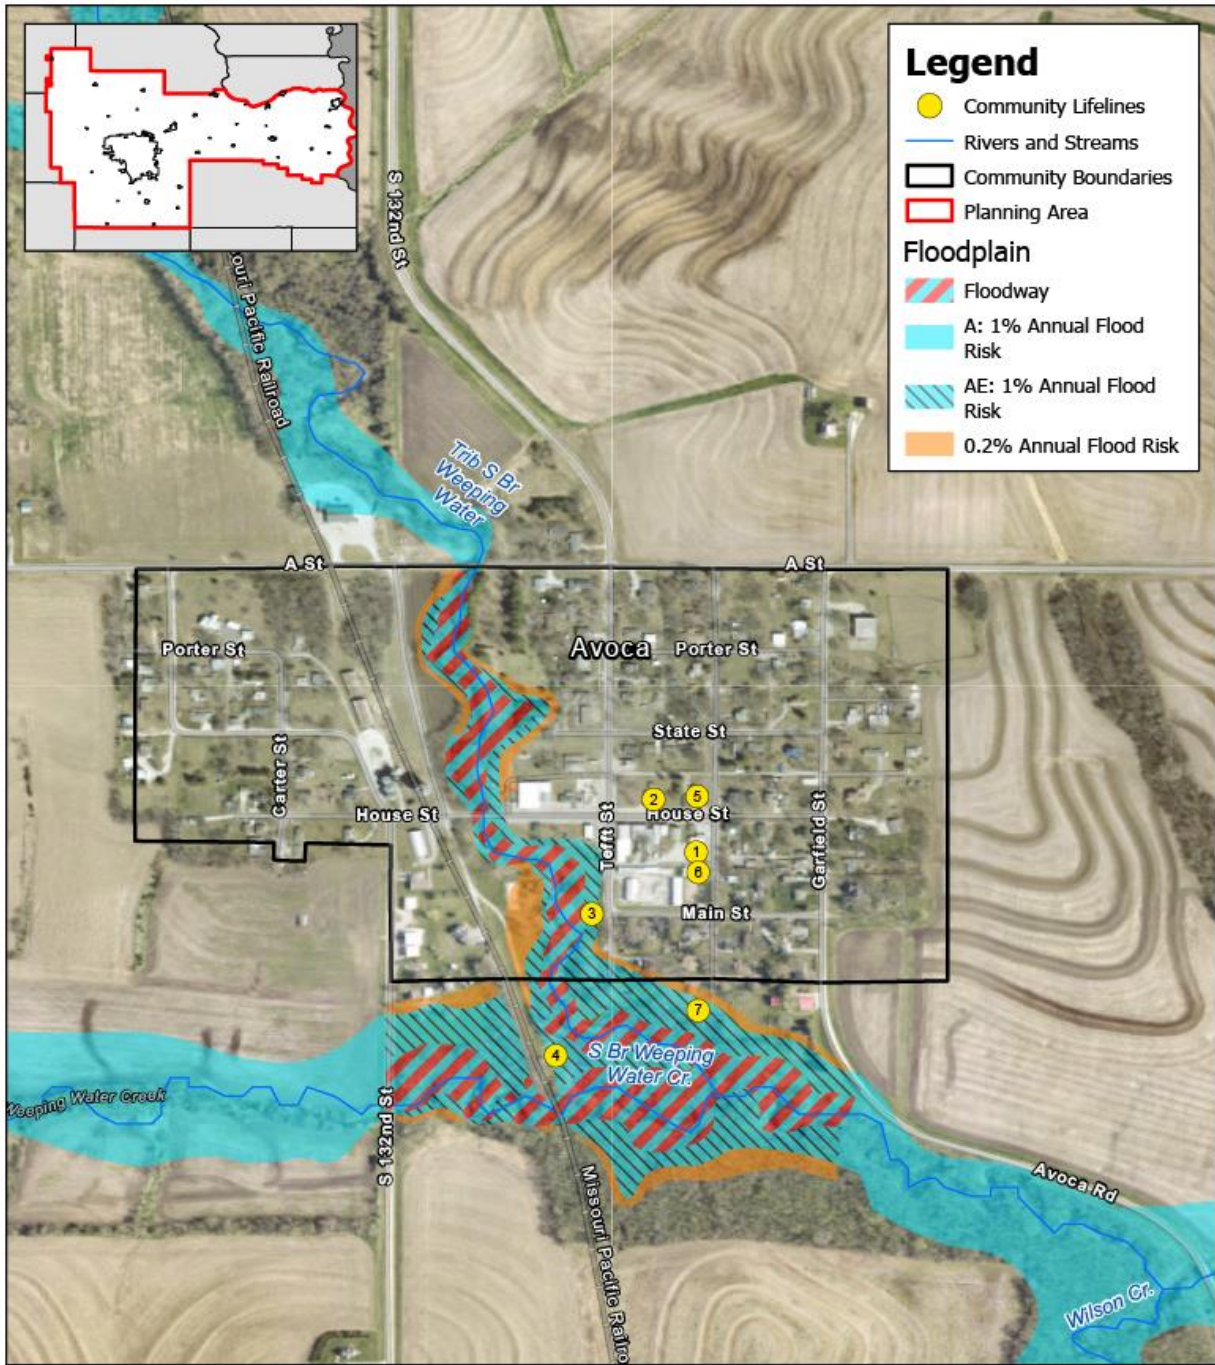 Legend
Community Lifelines
Rivers and Streams
Community Boundaries
Planning Area
Floodplain
Floodway
A: 1% Annual Flood
Risk
AE: 1% Annual Flood
Risk
0.2% Annual Flood Risk
S 132nd St
ouri Pacific Railroad
Trib S Br
Weeping
Water
A St
A St
Avoca
Porter St
Porter St
State St
Carter St
House St
2
5
House St
Tefft St
Garfield St
1
6
3
Main St
7
4
S Br Weeping
Water Cr.
Weeping Water Creek
S 132nd St
Missouri Pacific Railro
Avoca Rd
Wilson Cr.